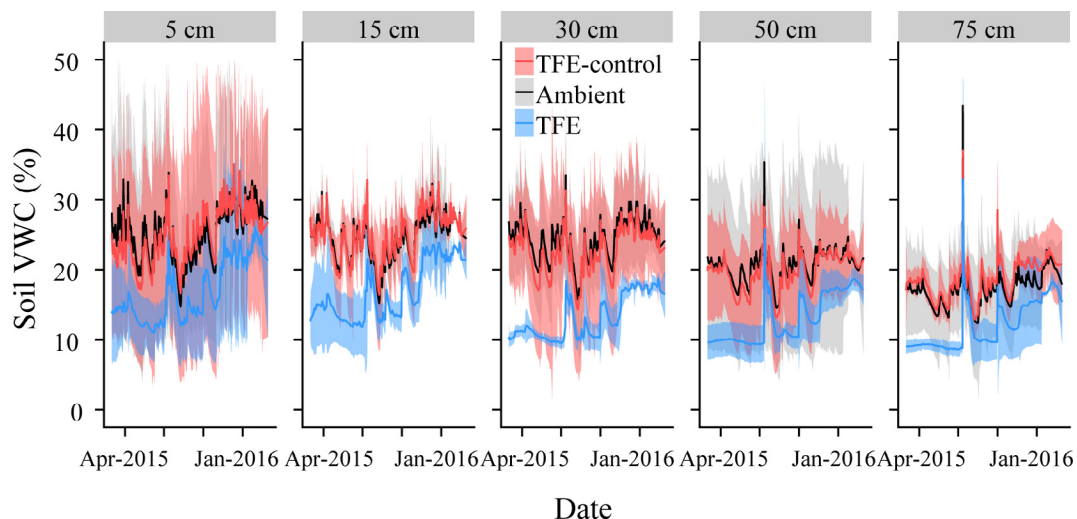 5 cm 15 cm 30 cm 50 cm 75 cm
TFE-control
Ambient
TFE
Soil VWC (%)
50
40
30
20
10
0
Apr-2015 Jan-2016 Apr-2015 Jan-2016 Apr-2015 Jan-2016 Apr-2015 Jan-2016 Apr-2015 Jan-2016
Date